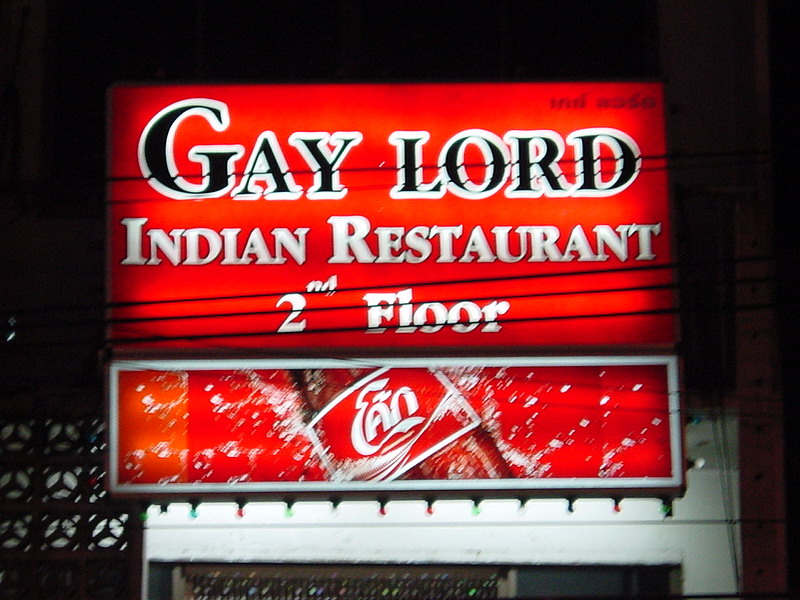 GAY LORD
INDIAN RESTAURANT
2nd Floor
โค้ก